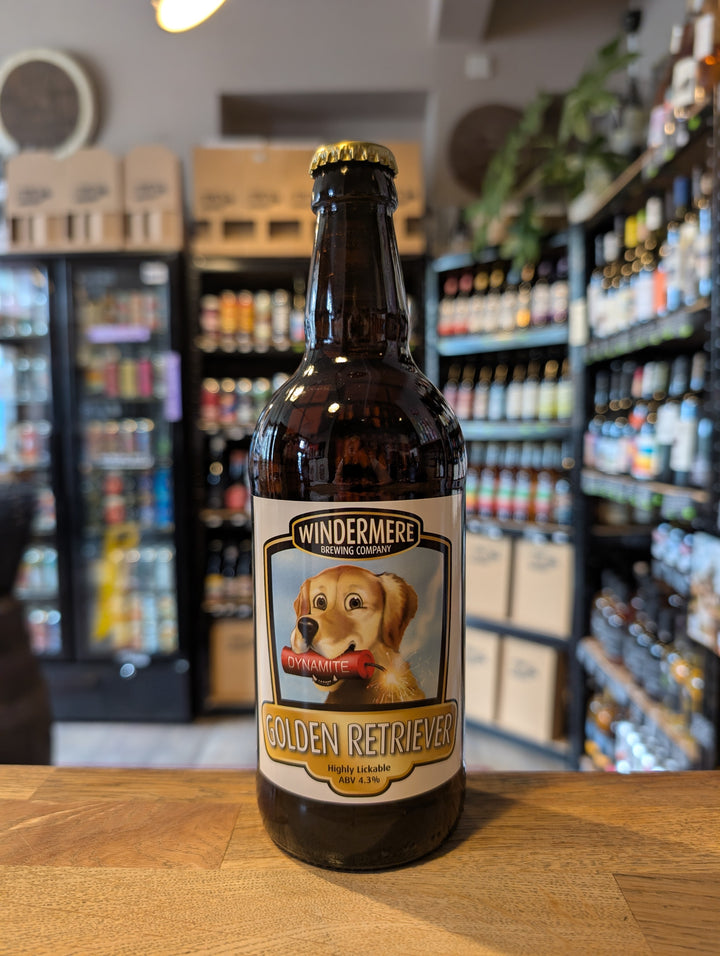 WINDERMERE
BREWING COMPANY
DYNAMITE
GOLDEN RETRIEVER
Highly Lickable
ABV 4.3%